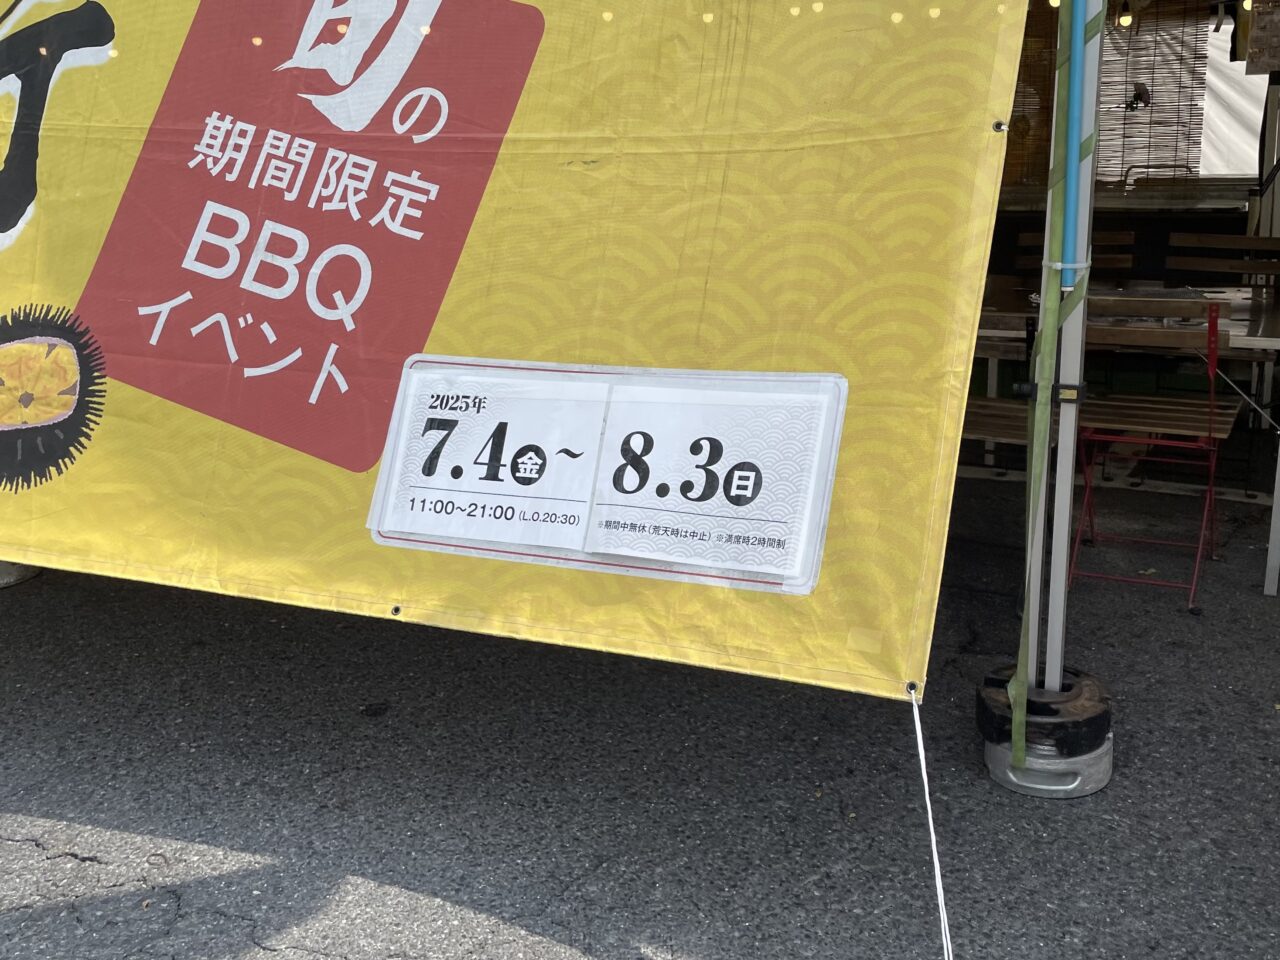 旬の
期間限定
BBQ
イベント
2025年
7.4金~8.3日
11:00~21:00(L.O.20:30)
※期間中無休(荒天時は中止) ※満席時2時間制